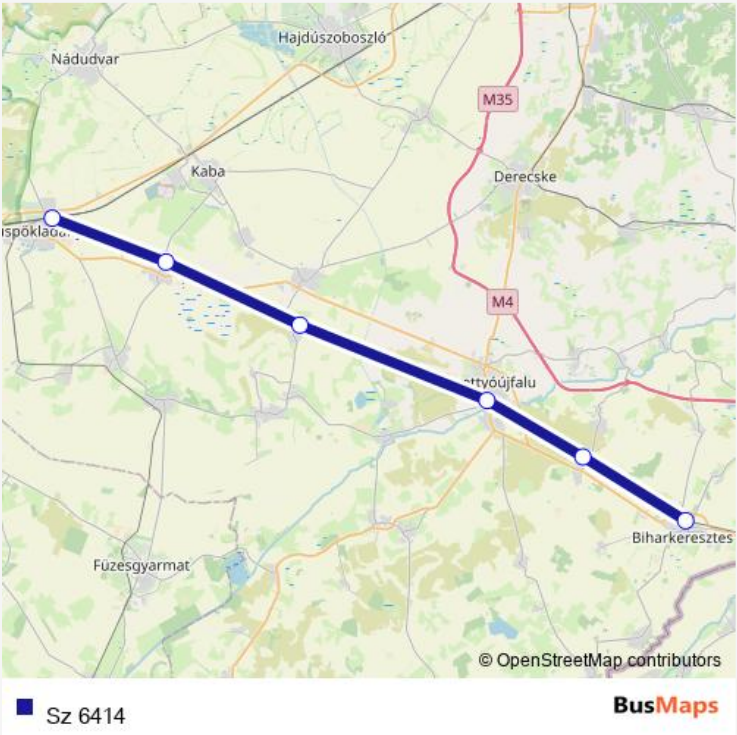 Hajdúszoboszló
Nádudvar
M35
Kaba
Derecske
M4
Biharkeresztes
Füzesgyarmat
© OpenStreetMap contributors
Sz 6414
BusMaps